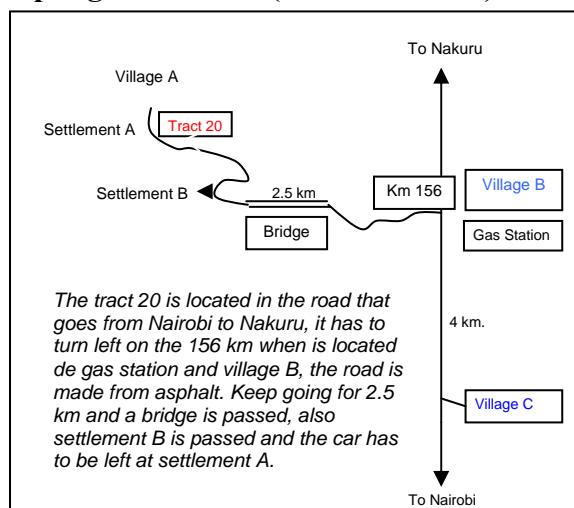 To Nakuru
Village A
Settlement A
Tract 20
Settlement B
2.5 km
Km 156
Village B
Bridge
Gas Station
The tract 20 is located in the road that
goes from Nairobi to Nakuru, it has to
turn left on the 156 km when is located
de gas station and village B, the road is
made from asphalt. Keep going for 2.5
km and a bridge is passed, also
settlement B is passed and the car has
to be left at settlement A.
4 km.
Village C
To Nairobi